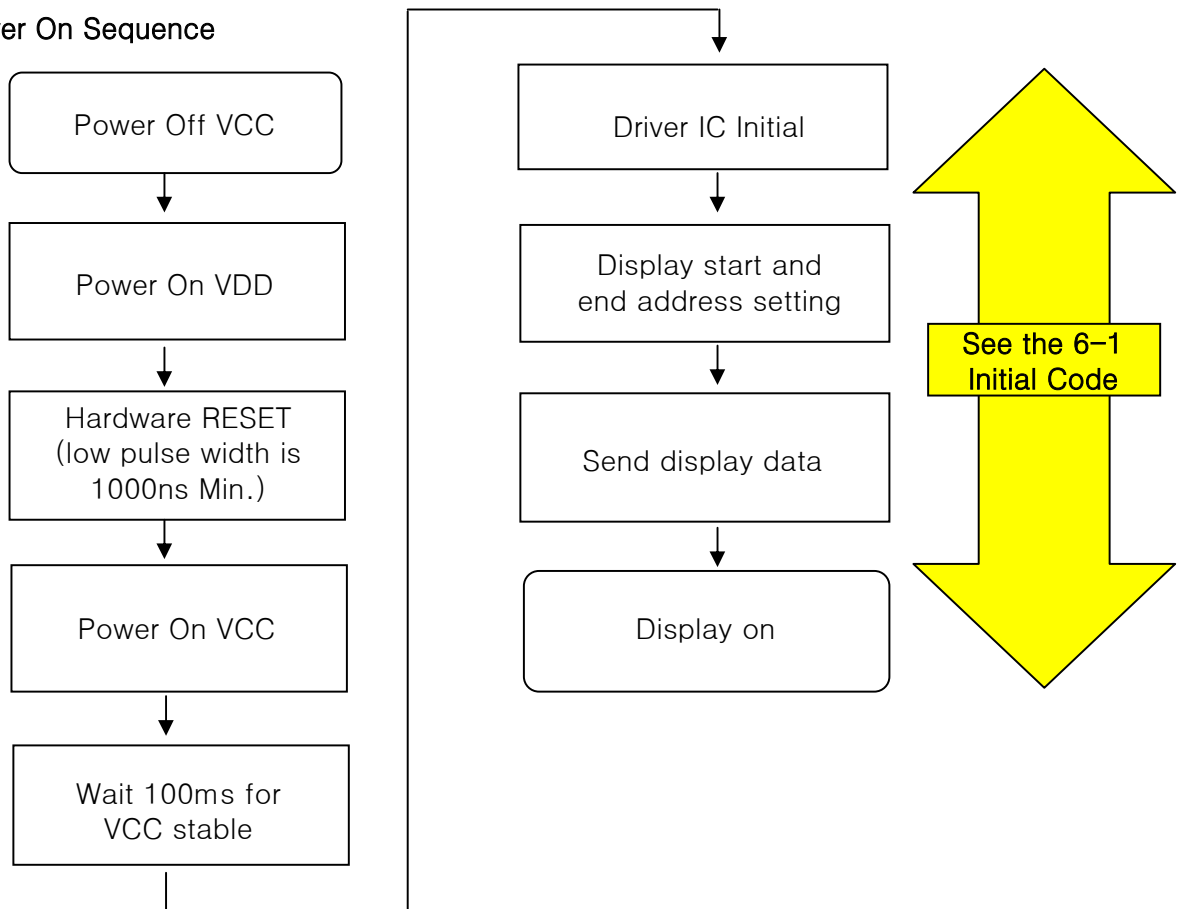 er On Sequence
Power Off VCC
Power On VDD
Hardware RESET
(low pulse width is
1000ns Min.)
Power On VCC
Wait 100ms for
VCC stable
Driver IC Initial
Display start and
end address setting
Send display data
Display on
See the 6-1
Initial Code